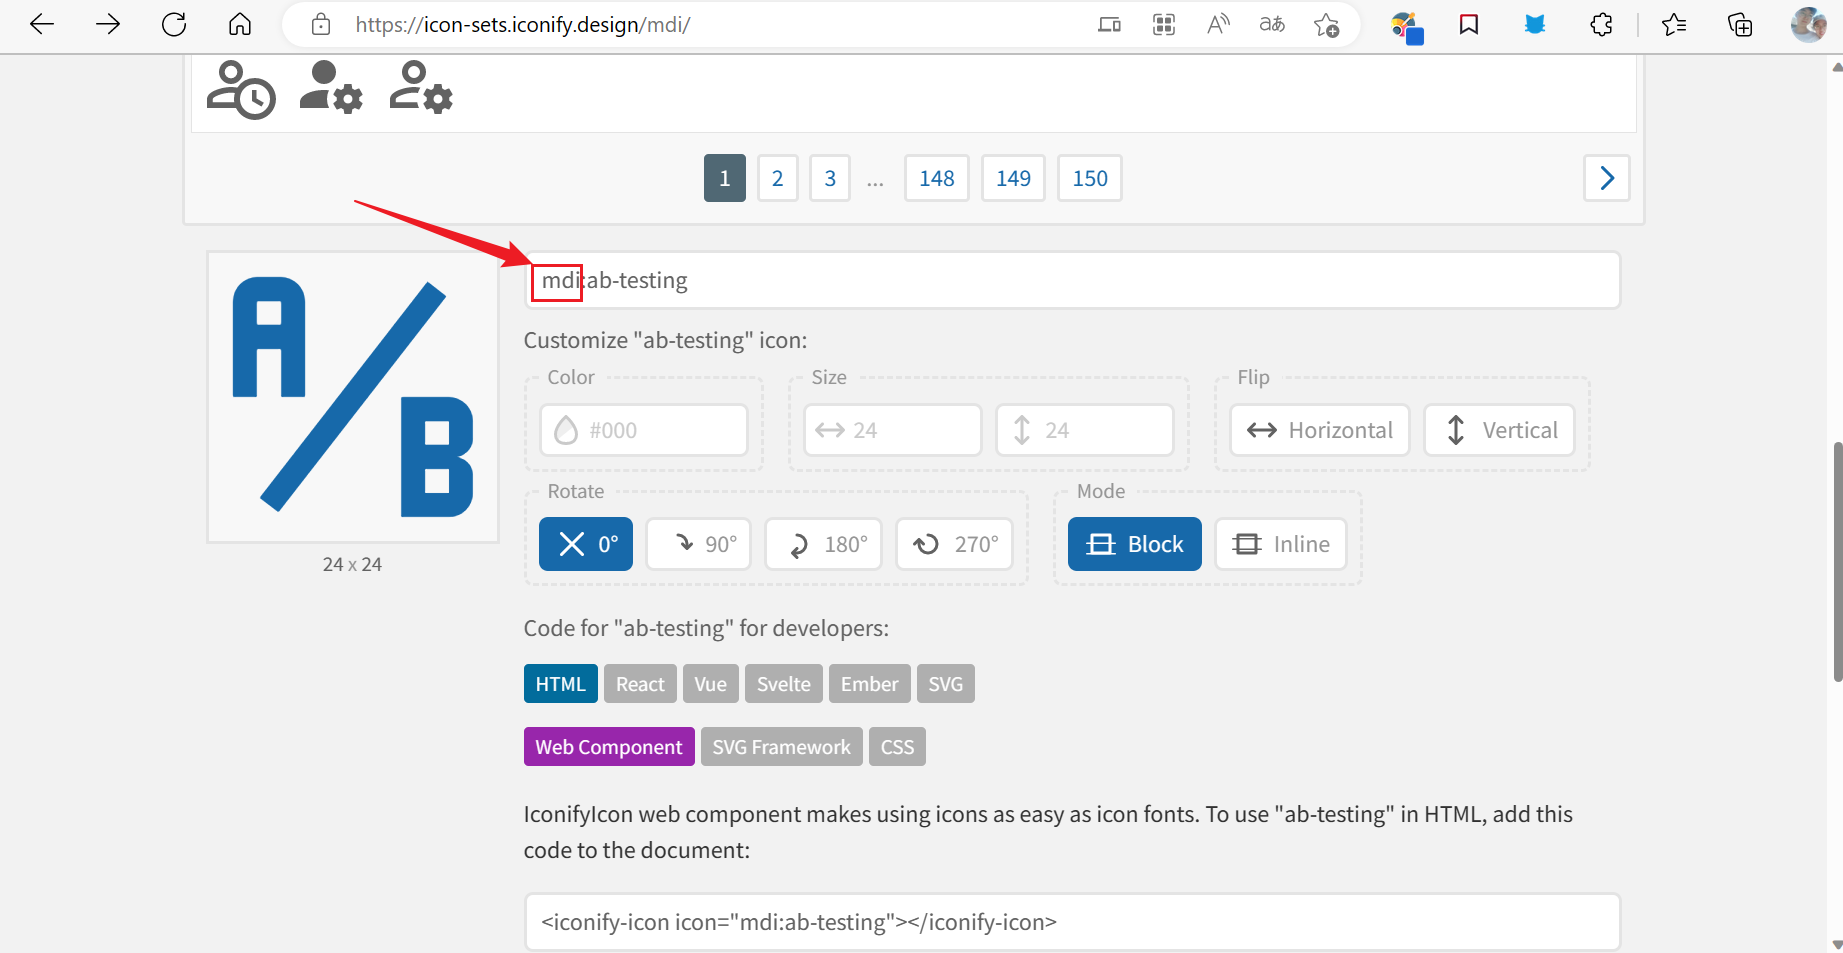 https://icon-sets.iconify.design/mdi/
1 2 3 ... 148 149 150
mdi:ab-testing
A/B
24 x 24
Customize "ab-testing" icon:
Color Size Flip
#000 24 24 Horizontal Vertical
Rotate Mode
0° 90° 180° 270° Block Inline
Code for "ab-testing" for developers:
HTML React Vue Svelte Ember SVG
Web Component SVG Framework CSS
IconifyIcon web component makes using icons as easy as icon fonts. To use "ab-testing" in HTML, add this
code to the document:
<iconify-icon icon="mdi:ab-testing"></iconify-icon>